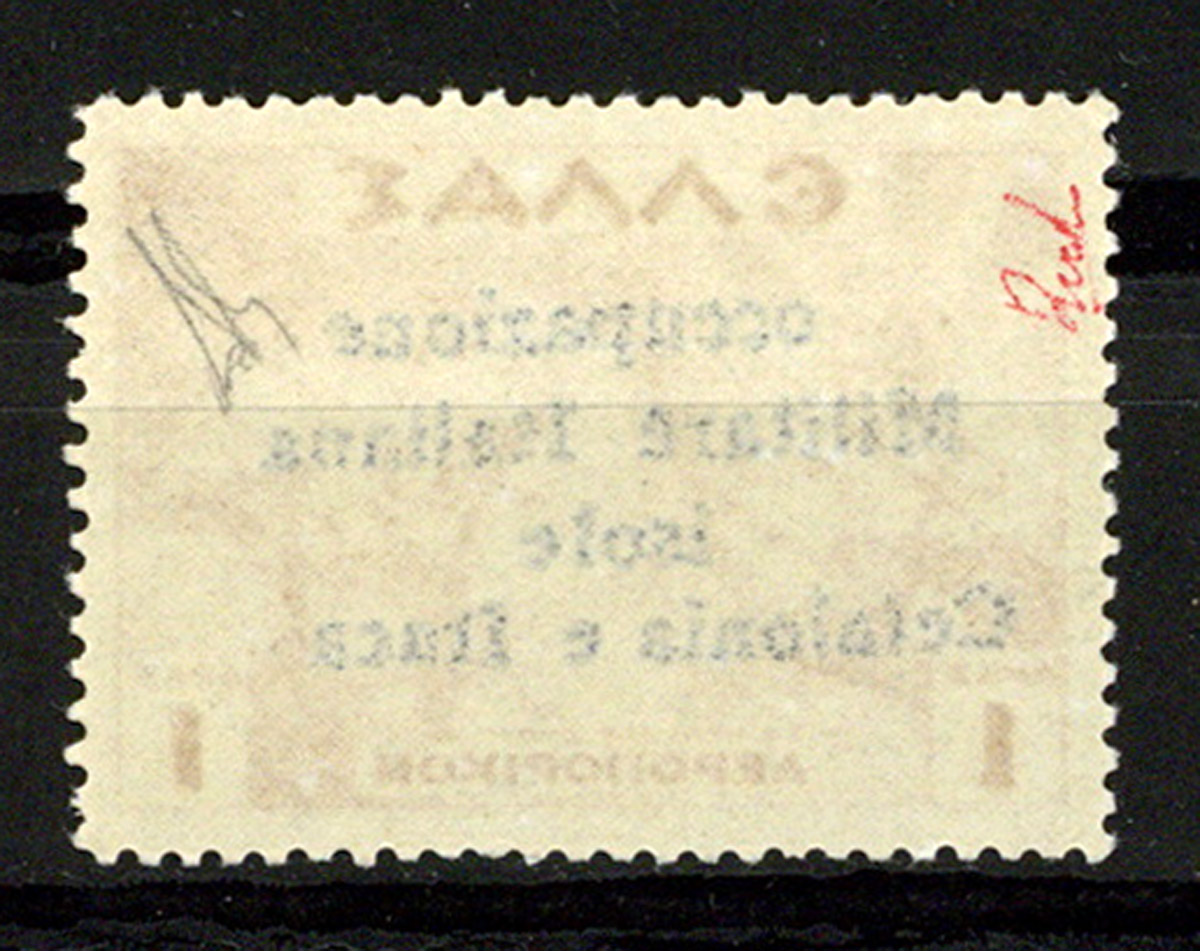 ΕΛΛΑΣ
occupazione
Militare Italiana
isole
Cefalonia e Itaca
1 1
ΑΕΡΟΠΟΡΙΚΟΝ